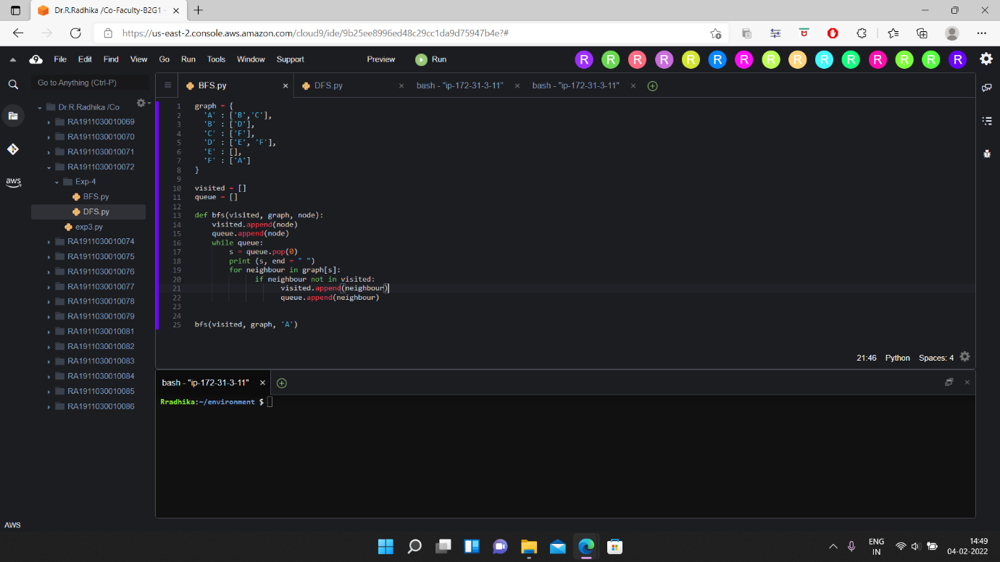 Dr.R.Radhika /Co-Faculty-B2G1 -
https://us-east-2.console.aws.amazon.com/cloud9/ide/9b25ee8996ed48c29cc1da9d75947b4e?#
9 File Edit Find View Go Run Tools Window Support Preview Run R R R R R R R R R R R R R R R
Go to Anything (Ctrl-P)
BFS.py DFS.py bash - "ip-172-31-3-11" bash - "ip-172-31-3-11"
Dr.R.Radhika /Co
RA1911030010069
RA1911030010070
RA1911030010071
RA1911030010072
Exp-4
BFS.py
DFS.py
exp3.py
RA1911030010074
RA1911030010075
RA1911030010076
RA1911030010077
RA1911030010078
RA1911030010079
RA1911030010081
RA1911030010082
RA1911030010083
RA1911030010084
RA1911030010085
RA1911030010086
aws
AWS
1 graph = {
2 'A' : ['B','C'],
3 'B' : ['D'],
4 'C' : ['F'],
5 'D' : ['E', 'F'],
6 'E' : [],
7 'F' : ['A']
8 }
9
10 visited = []
11 queue = []
12
13 def bfs(visited, graph, node):
14 visited.append(node)
15 queue.append(node)
16 while queue:
17 s = queue.pop(0)
18 print (s, end = " ")
19 for neighbour in graph[s]:
20 if neighbour not in visited:
21 visited.append(neighbour)
22 queue.append(neighbour)
23
24
25 bfs(visited, graph, 'A')
21:46 Python Spaces: 4
bash - "ip-172-31-3-11"
Rradhika:~/environment $
ENG
IN
14:49
04-02-2022